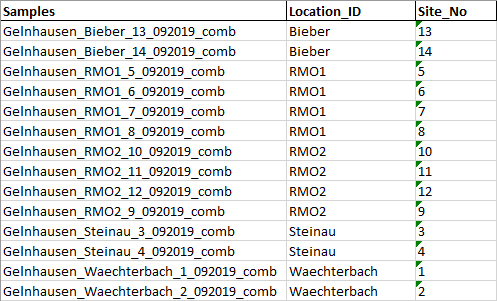 Samples Location_ID Site_No
Gelnhausen_Bieber_13_092019_comb Bieber 13
Gelnhausen_Bieber_14_092019_comb Bieber 14
Gelnhausen_RMO1_5_092019_comb RMO1 5
Gelnhausen_RMO1_6_092019_comb RMO1 6
Gelnhausen_RMO1_7_092019_comb RMO1 7
Gelnhausen_RMO1_8_092019_comb RMO1 8
Gelnhausen_RMO2_10_092019_comb RMO2 10
Gelnhausen_RMO2_11_092019_comb RMO2 11
Gelnhausen_RMO2_12_092019_comb RMO2 12
Gelnhausen_RMO2_9_092019_comb RMO2 9
Gelnhausen_Steinau_3_092019_comb Steinau 3
Gelnhausen_Steinau_4_092019_comb Steinau 4
Gelnhausen_Waechterbach_1_092019_comb Waechterbach 1
Gelnhausen_Waechterbach_2_092019_comb Waechterbach 2